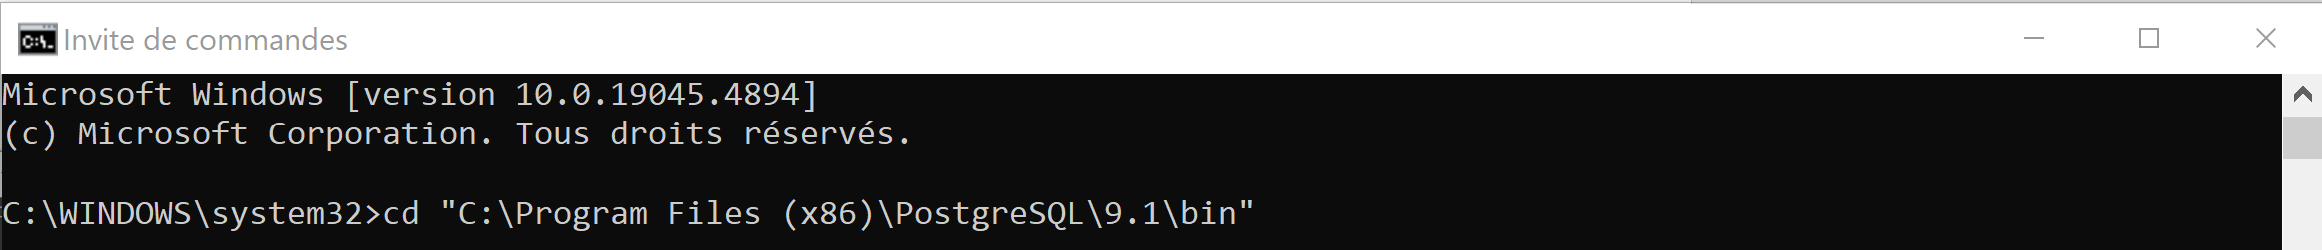 Invite de commandes
Microsoft Windows [version 10.0.19045.4894]
(c) Microsoft Corporation. Tous droits réservés.
C:\WINDOWS\system32>cd "C:\Program Files (x86)\PostgreSQL\9.1\bin"